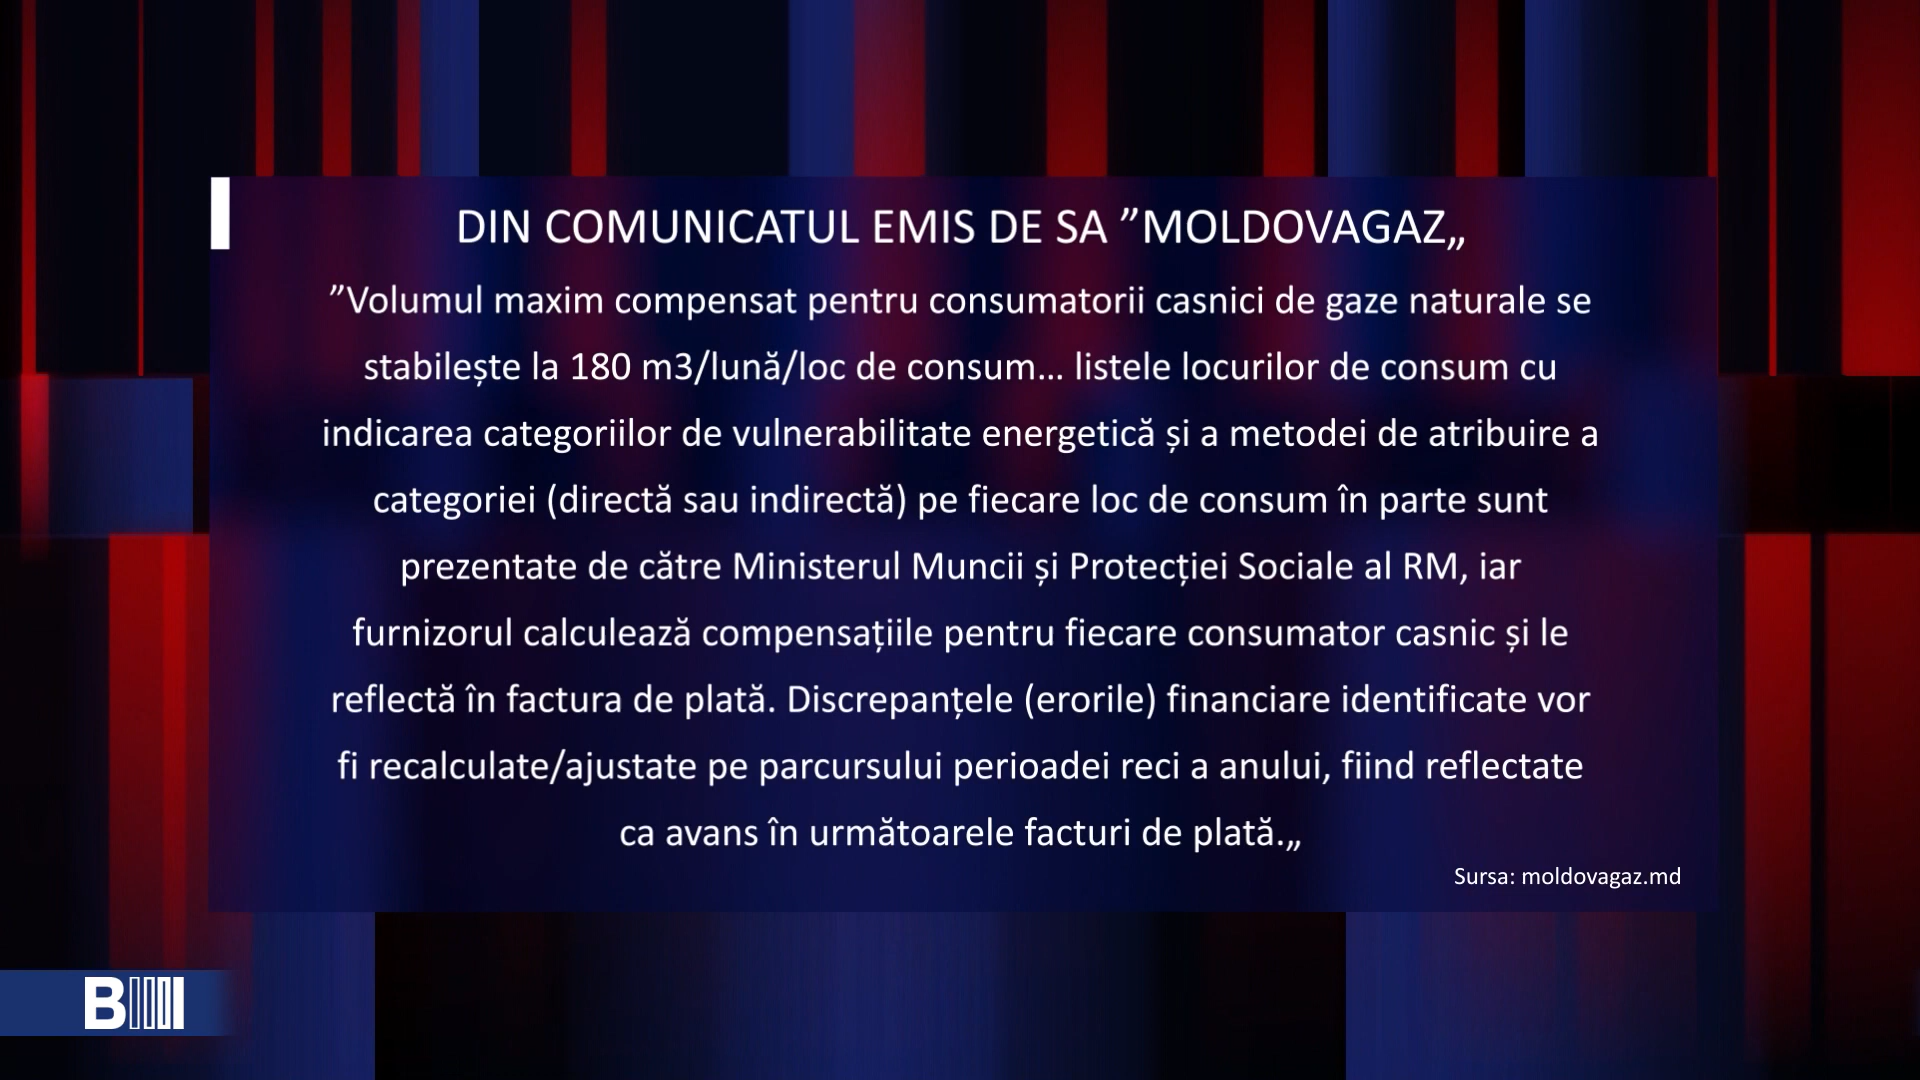 DIN COMUNICATUL EMIS DE SA ”MOLDOVAGAZ„
”Volumul maxim compensat pentru consumatorii casnici de gaze naturale se
stabilește la 180 m3/lună/loc de consum... listele locurilor de consum cu
indicarea categoriilor de vulnerabilitate energetică și a metodei de atribuire a
categoriei (directă sau indirectă) pe fiecare loc de consum în parte sunt
prezentate de către Ministerul Muncii și Protecției Sociale al RM, iar
furnizorul calculează compensațiile pentru fiecare consumator casnic și le
reflectă în factura de plată. Discrepanțele (erorile) financiare identificate vor
fi recalculate/ajustate pe parcursului perioadei reci a anului, fiind reflectate
ca avans în următoarele facturi de plată.„
Sursa: moldovagaz.md
B